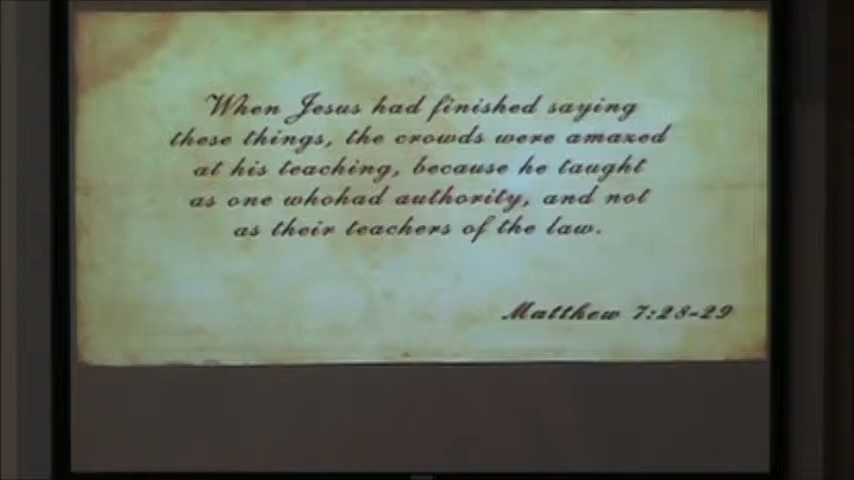 When Jesus had finished saying
these things, the crowds were amazed
at his teaching, because he taught
as one whohad authority, and not
as their teachers of the law.
Matthew 7:28-29